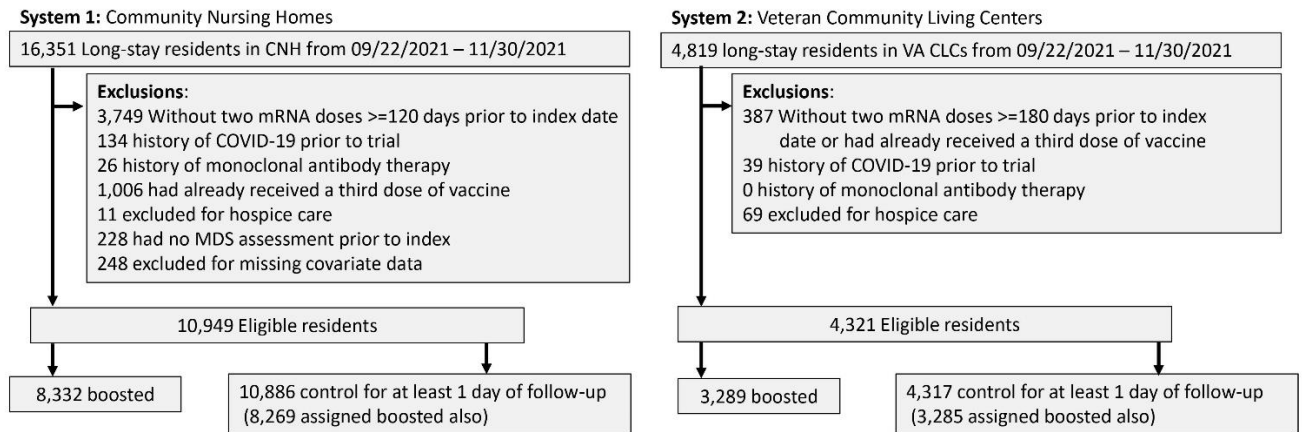 System 1: Community Nursing Homes
16,351 Long-stay residents in CNH from 09/22/2021 – 11/30/2021
Exclusions:
3,749 Without two mRNA doses >=120 days prior to index date
134 history of COVID-19 prior to trial
26 history of monoclonal antibody therapy
1,006 had already received a third dose of vaccine
11 excluded for hospice care
228 had no MDS assessment prior to index
248 excluded for missing covariate data
10,949 Eligible residents
8,332 boosted
10,886 control for at least 1 day of follow-up
(8,269 assigned boosted also)
System 2: Veteran Community Living Centers
4,819 long-stay residents in VA CLCs from 09/22/2021 – 11/30/2021
Exclusions:
387 Without two mRNA doses >=180 days prior to index
date or had already received a third dose of vaccine
39 history of COVID-19 prior to trial
0 history of monoclonal antibody therapy
69 excluded for hospice care
4,321 Eligible residents
3,289 boosted
4,317 control for at least 1 day of follow-up
(3,285 assigned boosted also)